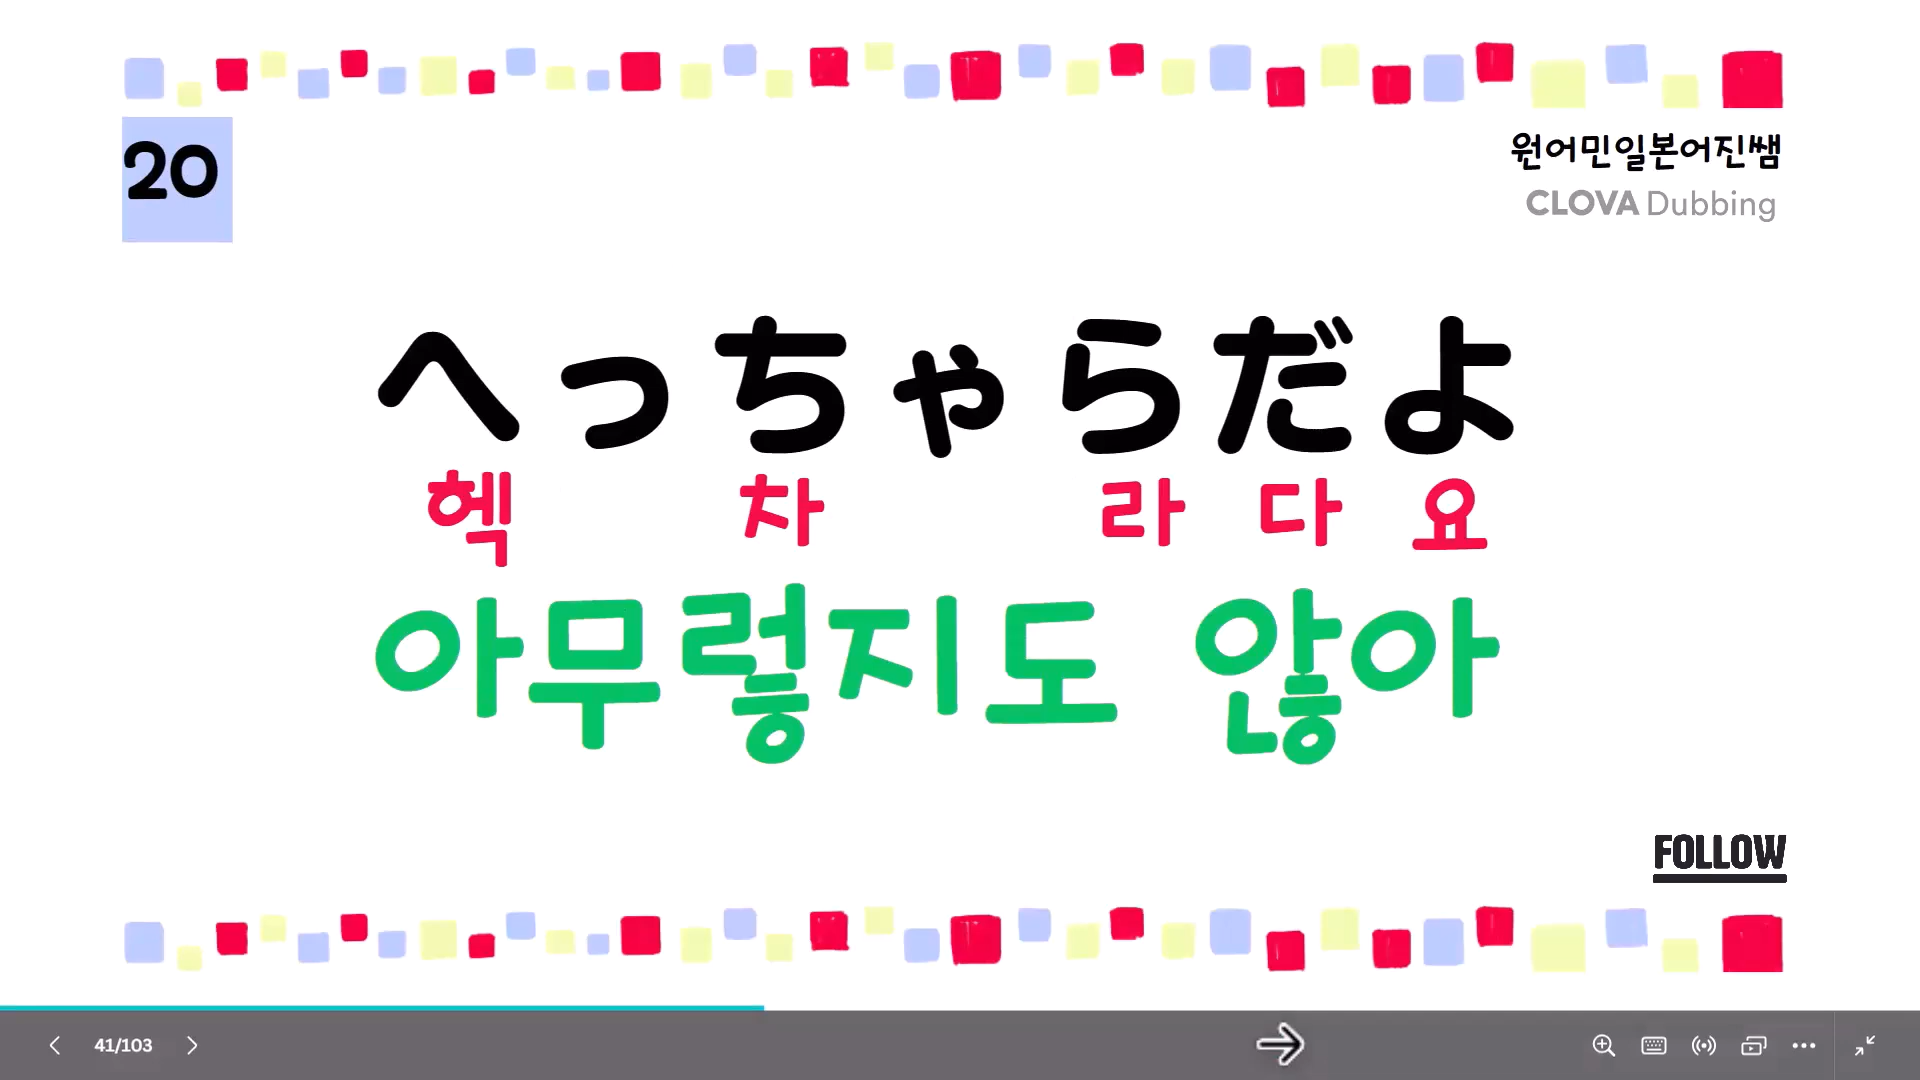 20
원어민일본어진쌤
CLOVA Dubbing
へっちゃらだよ
헥 차 라 다 요
아무렇지도 않아
FOLLOW
41/103